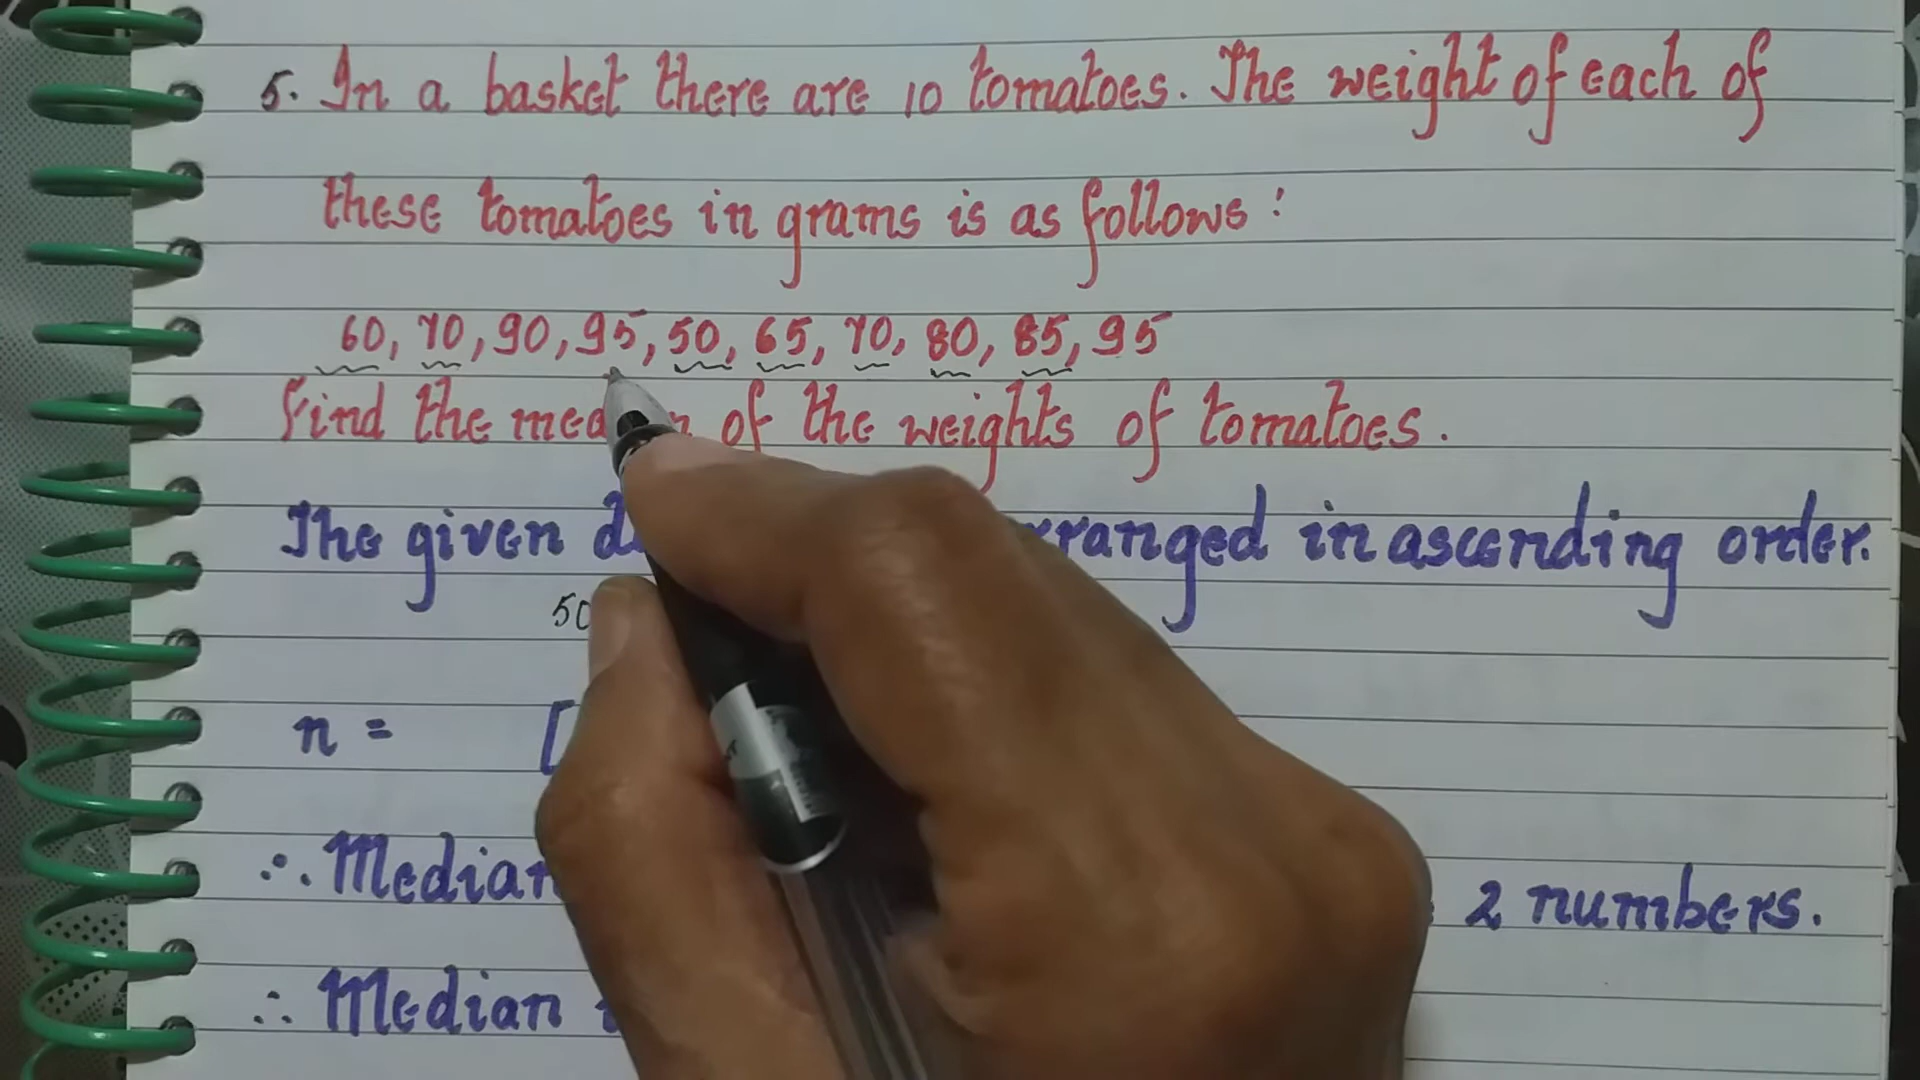 5. In a basket there are 10 tomatoes. The weight of each of
these tomatoes in grams is as follows:
60, 70, 90, 95, 50, 65, 70, 80, 85, 95
Find the of the weights of tomatoes.
The given arranged in ascending order.
50
n = [
∴ Median 2 numbers.
∴ Median